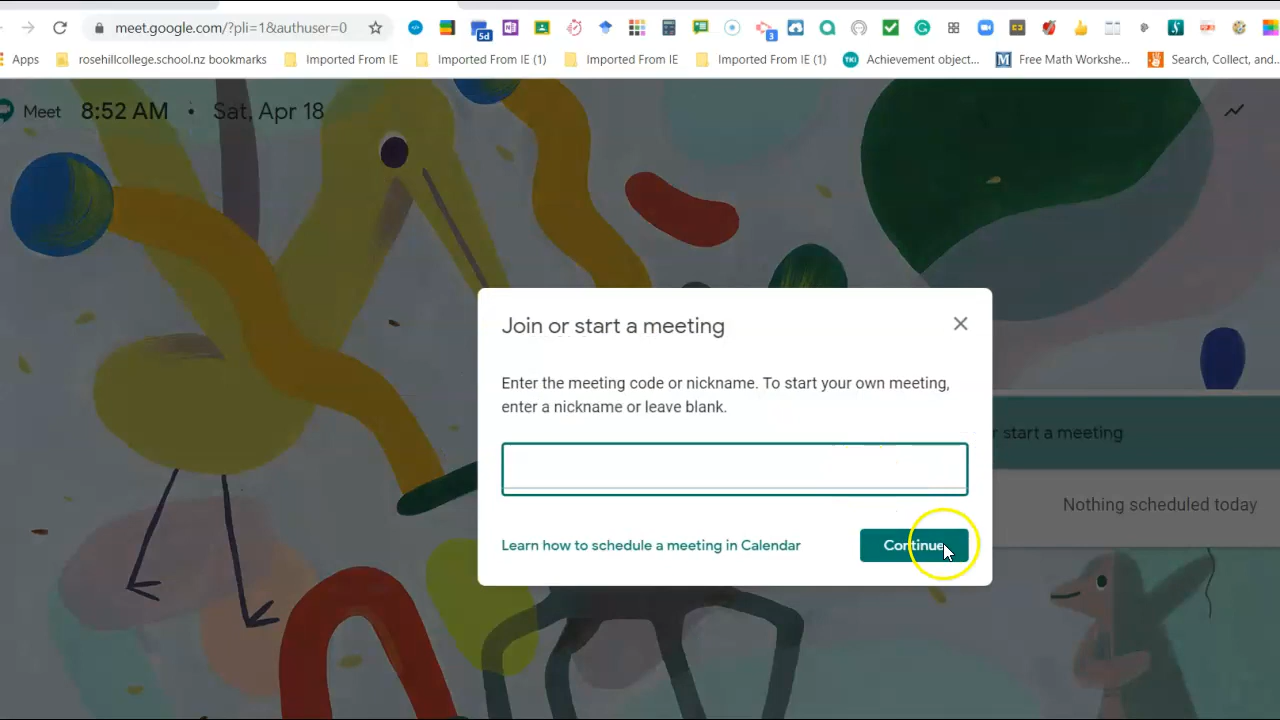 meet.google.com/?pli=1&authuser=0
5d
3
Apps
rosehillcollege.school.nz bookmarks
Imported From IE
Imported From IE (1)
Imported From IE
Imported From IE (1)
TKI
Achievement object...
M
Free Math Workshe...
Search, Collect, and...
Meet
8:52 AM
•
Sat, Apr 18
Join or start a meeting
Enter the meeting code or nickname. To start your own meeting,
enter a nickname or leave blank.
r start a meeting
Nothing scheduled today
Learn how to schedule a meeting in Calendar
Continue